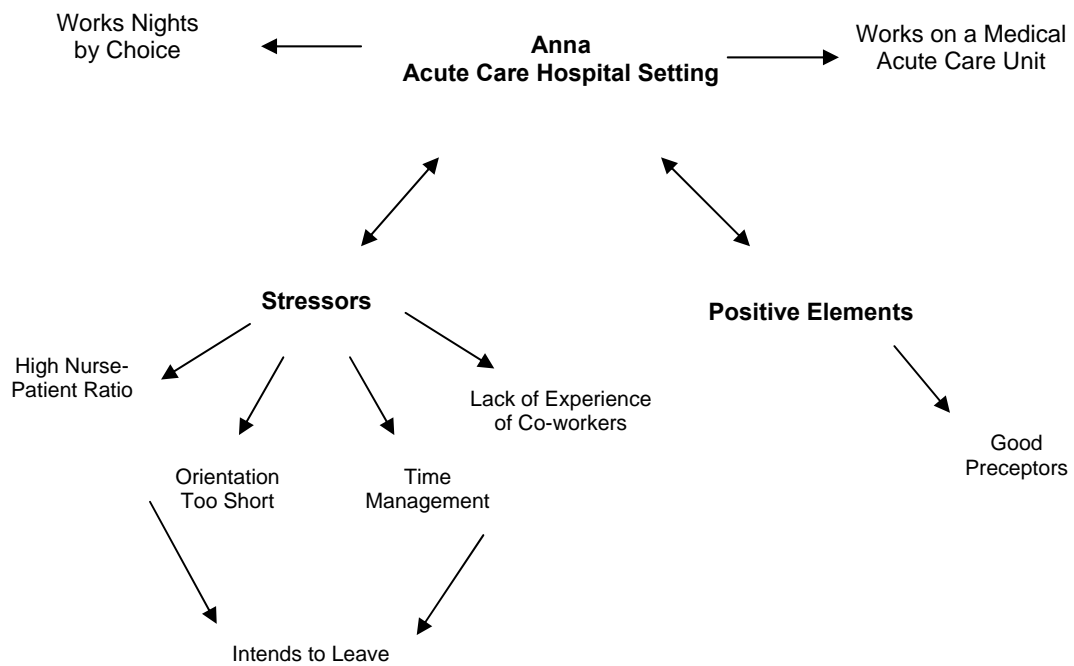 Works Nights
by Choice
Anna
Acute Care Hospital Setting
Works on a Medical
Acute Care Unit
Stressors
Positive Elements
High Nurse-
Patient Ratio
Lack of Experience
of Co-workers
Orientation
Too Short
Time
Management
Good
Preceptors
Intends to Leave